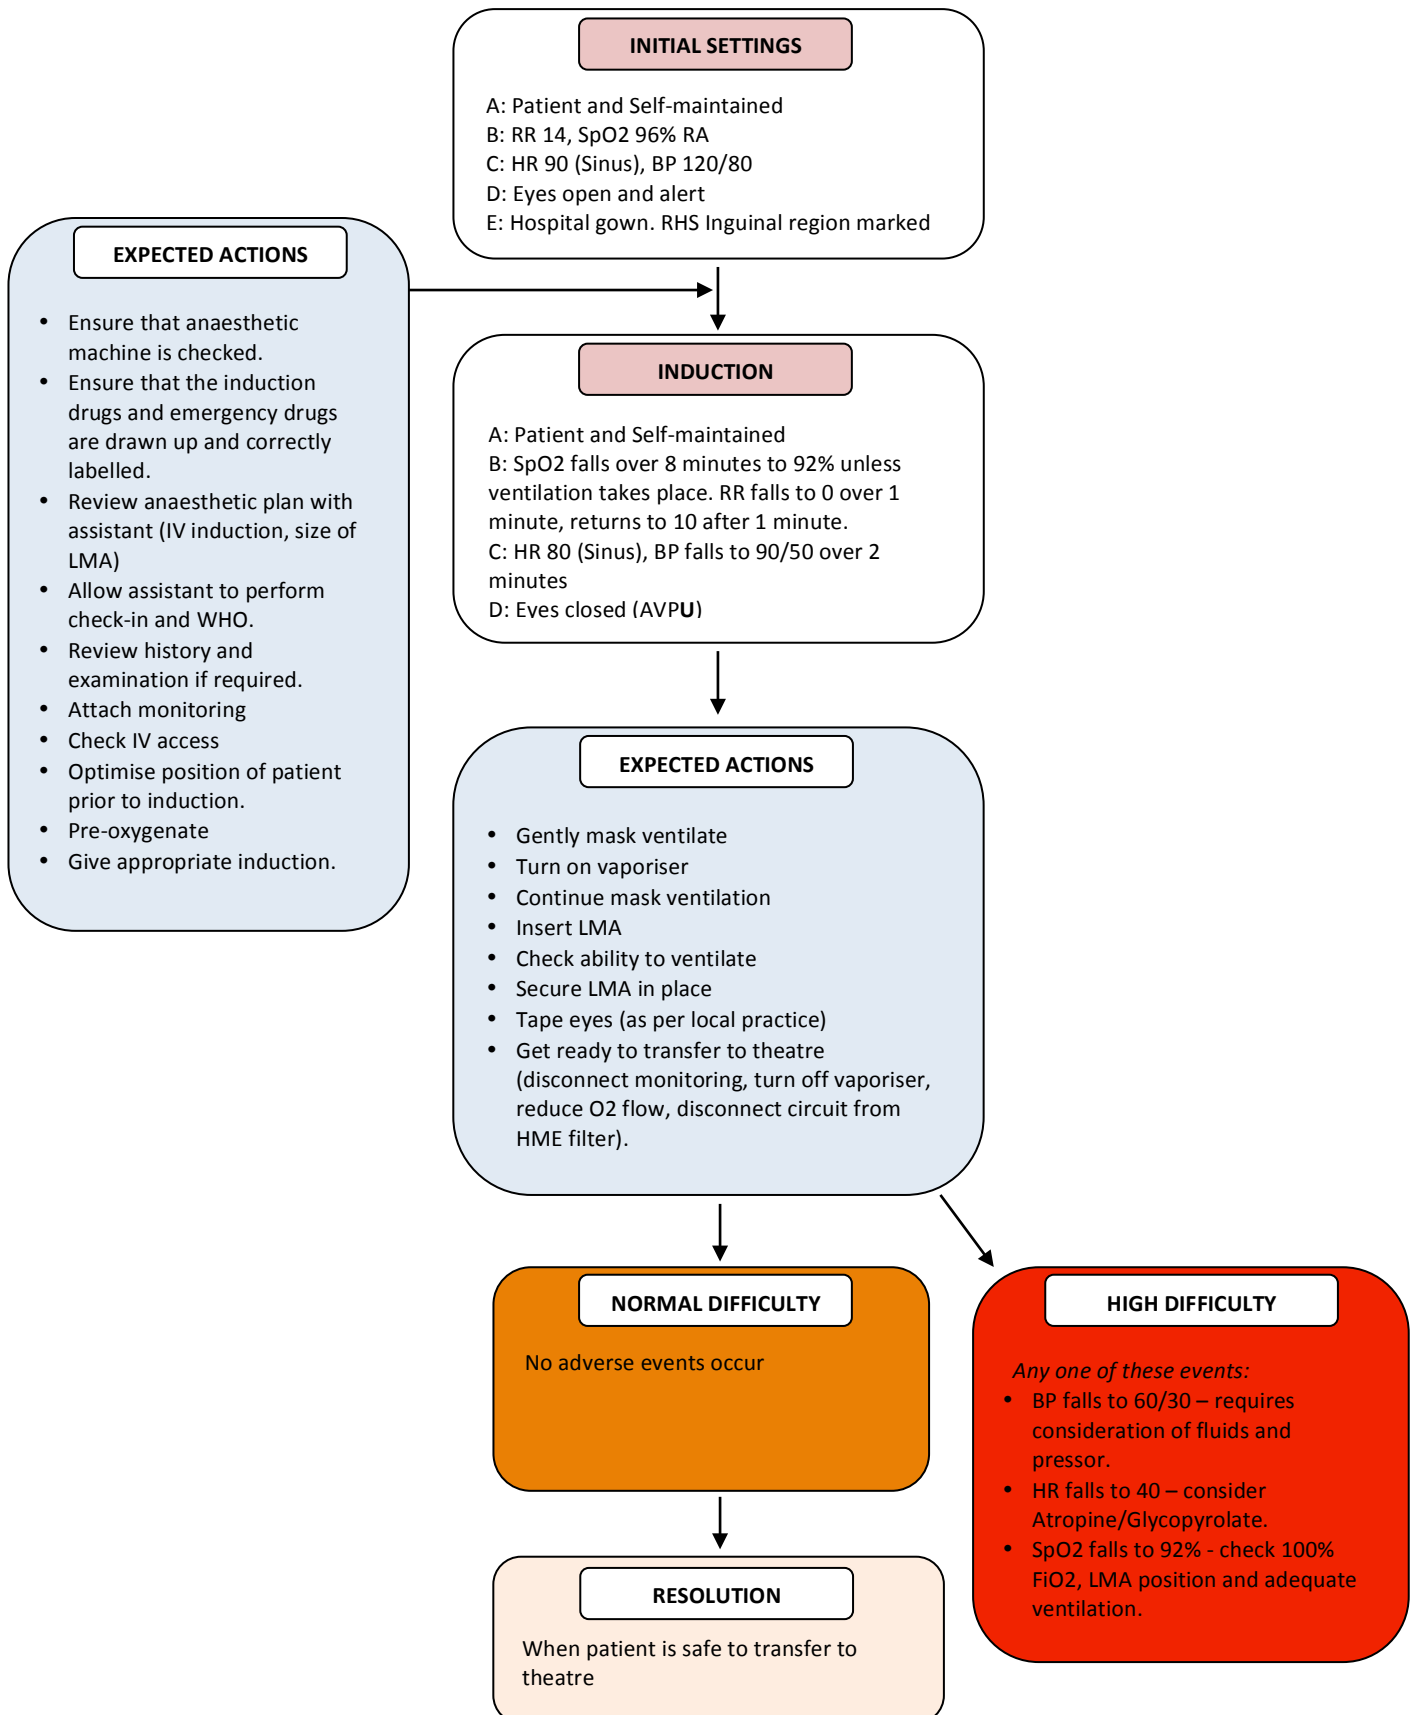 INITIAL SETTINGS
A: Patient and Self-maintained
B: RR 14, SpO2 96% RA
C: HR 90 (Sinus), BP 120/80
D: Eyes open and alert
E: Hospital gown. RHS Inguinal region marked
EXPECTED ACTIONS
• Ensure that anaesthetic
machine is checked.
• Ensure that the induction
drugs and emergency drugs
are drawn up and correctly
labelled.
• Review anaesthetic plan with
assistant (IV induction, size of
LMA)
• Allow assistant to perform
check-in and WHO.
• Review history and
examination if required.
• Attach monitoring
• Check IV access
• Optimise position of patient
prior to induction.
• Pre-oxygenate
• Give appropriate induction.
INDUCTION
A: Patient and Self-maintained
B: SpO2 falls over 8 minutes to 92% unless
ventilation takes place. RR falls to 0 over 1
minute, returns to 10 after 1 minute.
C: HR 80 (Sinus), BP falls to 90/50 over 2
minutes
D: Eyes closed (AVPU)
EXPECTED ACTIONS
• Gently mask ventilate
• Turn on vaporiser
• Continue mask ventilation
• Insert LMA
• Check ability to ventilate
• Secure LMA in place
• Tape eyes (as per local practice)
• Get ready to transfer to theatre
(disconnect monitoring, turn off vaporiser,
reduce O2 flow, disconnect circuit from
HME filter).
NORMAL DIFFICULTY
No adverse events occur
HIGH DIFFICULTY
Any one of these events:
• BP falls to 60/30 – requires
consideration of fluids and
pressor.
• HR falls to 40 – consider
Atropine/Glycopyrolate.
• SpO2 falls to 92% - check 100%
FiO2, LMA position and adequate
ventilation.
RESOLUTION
When patient is safe to transfer to
theatre